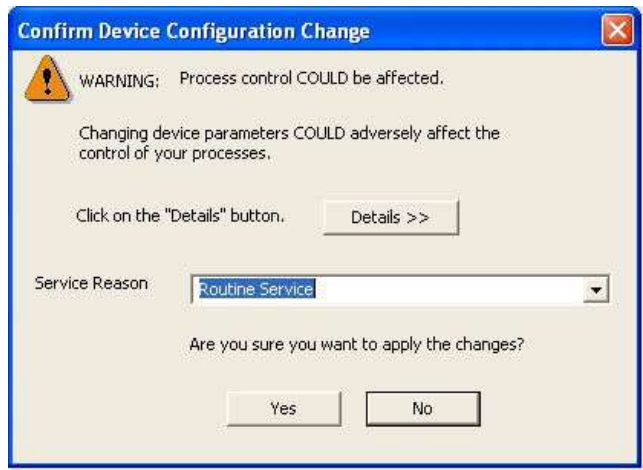 Confirm Device Configuration Change
WARNING: Process control COULD be affected.
Changing device parameters COULD adversely affect the
control of your processes.
Click on the "Details" button. Details >>
Service Reason Routine Service
Are you sure you want to apply the changes?
Yes No